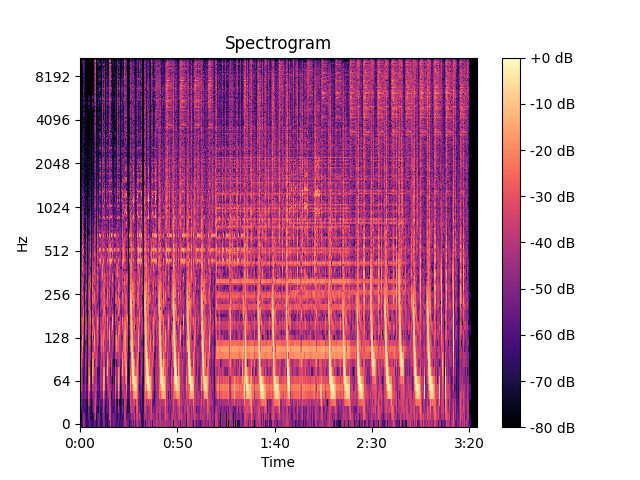 Spectrogram
8192
4096
2048
1024
512
256
128
64
0
Hz
0:00
0:50
1:40
2:30
3:20
Time
+0 dB
-10 dB
-20 dB
-30 dB
-40 dB
-50 dB
-60 dB
-70 dB
-80 dB